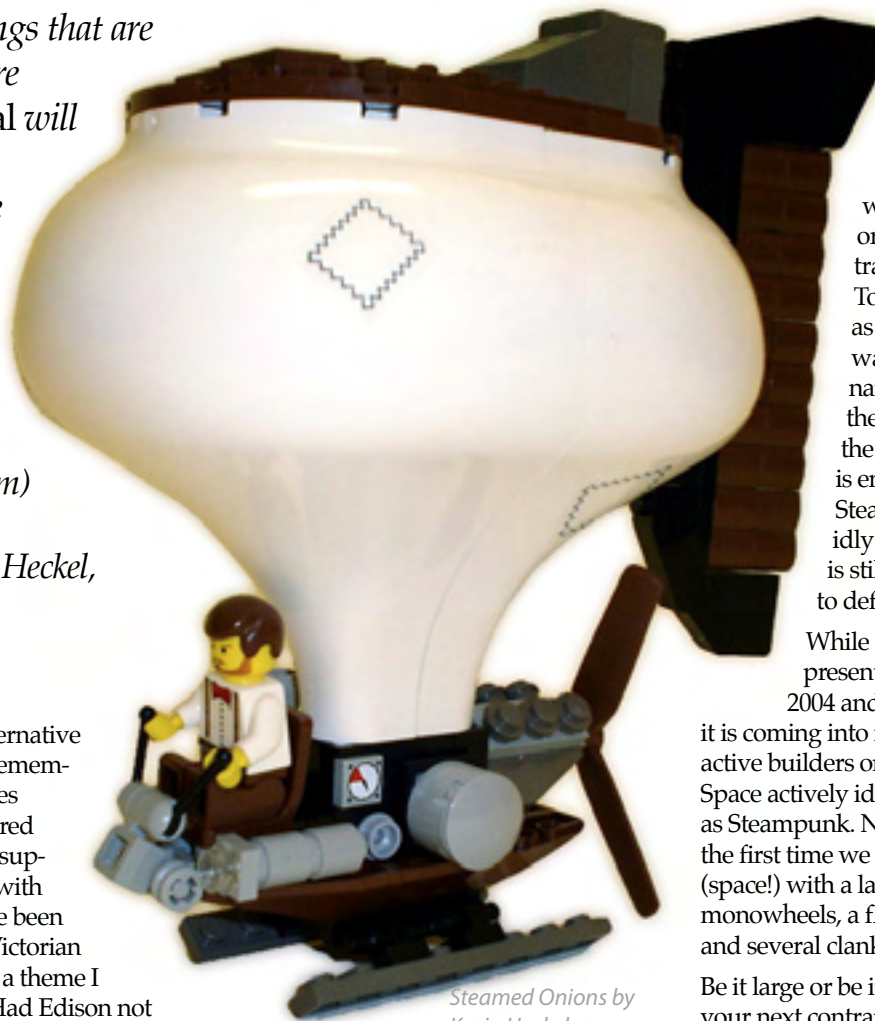 ngs that are
re
al will
e
m)
Heckel,
ernative
emem-
es
red
sup-
with
e been
Victorian
a theme I
Had Edison not
Steamed Onions by
w
or
tra
To
as
wa
na
the
the
is en
Stea
idly
is stil
to def
While
present
2004 and
it is coming into
active builders or
Space actively id
as Steampunk. N
the first time we
(space!) with a la
monowheels, a f
and several clank
Be it large or be i
your next contra